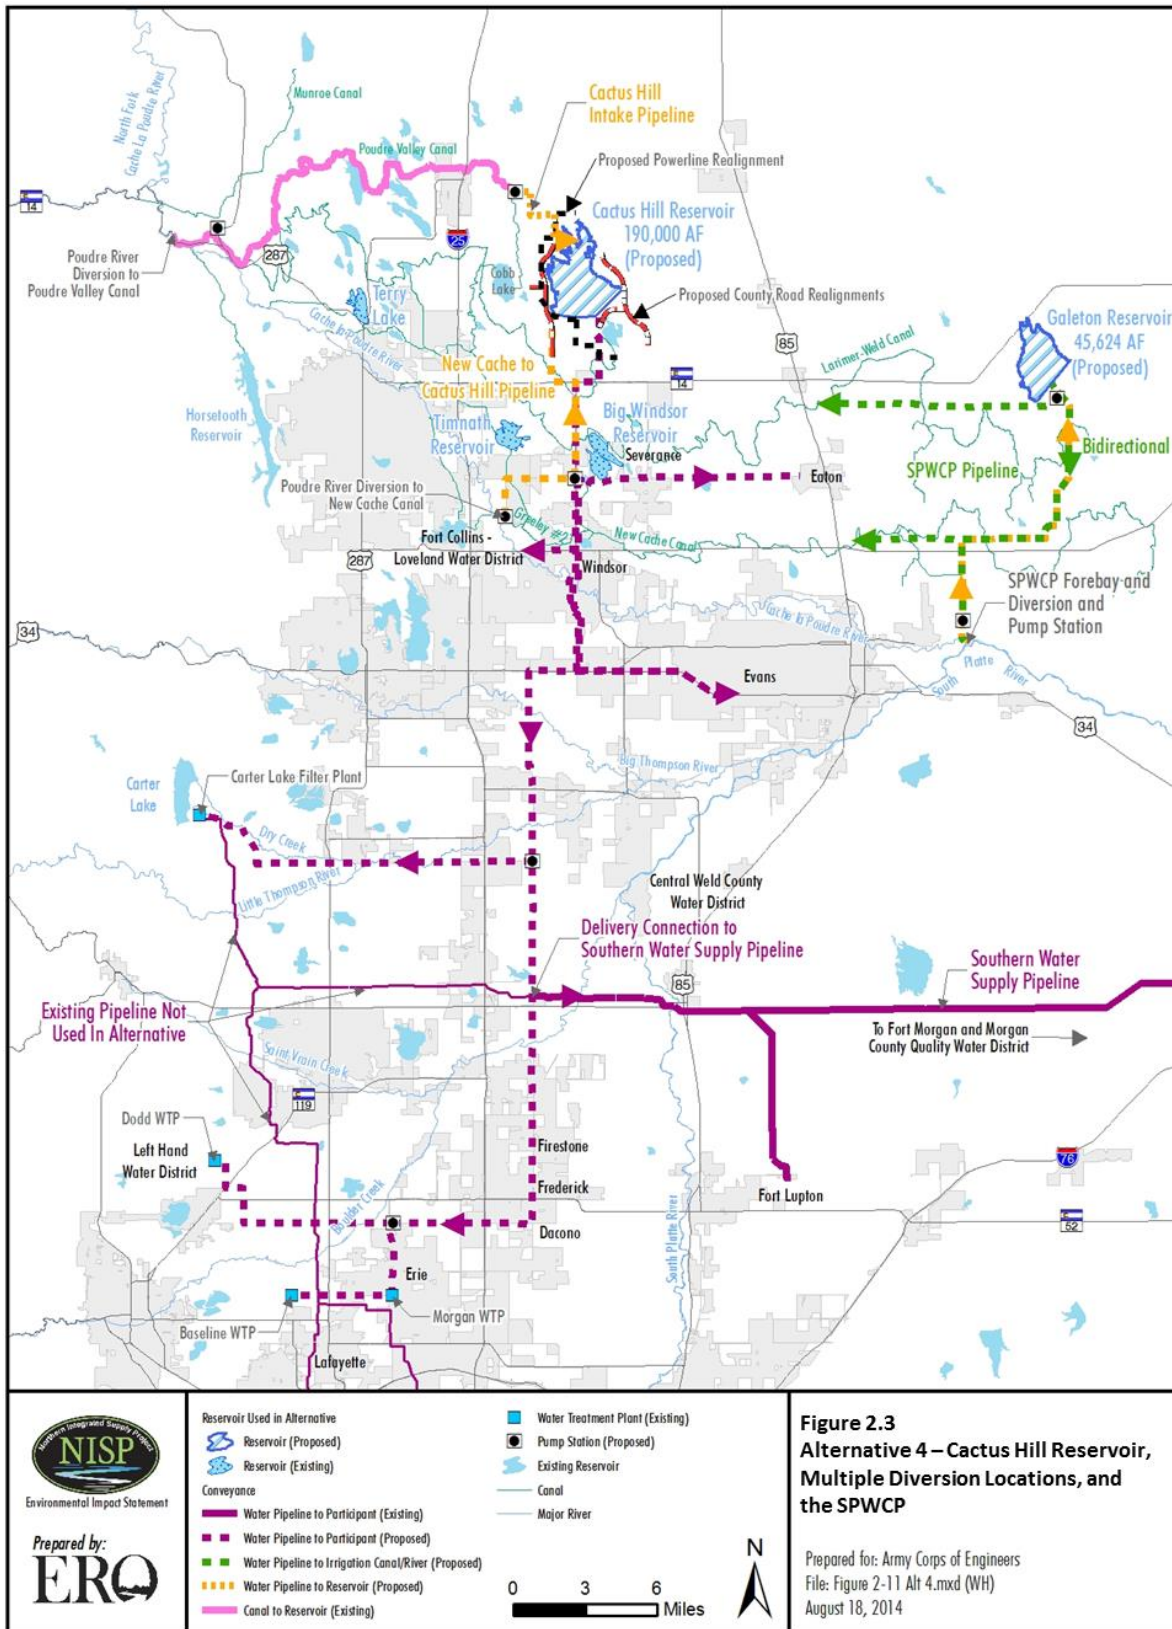 North Fork
Cache La Poudre River
Munroe Canal
Cactus Hill
Intake Pipeline
Poudre Valley Canal
Proposed Powerline Realignment
14
Cactus Hill Reservoir
190,000 AF
(Proposed)
25
287
Poudre River
Diversion to
Poudre Valley Canal
Cobb
Lake
Terry
Lake
Proposed County Road Realignments
Galeton Reservoir
45,624 AF
(Proposed)
Cache la Poudre River
85
Larimer-Weld Canal
New Cache to
Cactus Hill Pipeline
14
Horsetooth
Reservoir
Timnath
Reservoir
Big Windsor
Reservoir
Severance
Bidirectional
SPWCP Pipeline
Eaton
Poudre River Diversion to
New Cache Canal
Greeley #2
Fort Collins -
Loveland Water District
New Cache Canal
287
Windsor
SPWCP Forebay and
Diversion and
Pump Station
Cache la Poudre River
34
Evans
South Platte River
34
Big Thompson River
Carter
Lake
Carter Lake Filter Plant
Dry Creek
Little Thompson River
Central Weld County
Water District
Delivery Connection to
Southern Water Supply Pipeline
Southern Water
Supply Pipeline
85
Existing Pipeline Not
Used In Alternative
To Fort Morgan and Morgan
County Quality Water District
Saint Vrain Creek
119
Dodd WTP
Left Hand
Water District
Firestone
76
Frederick
Fort Lupton
Boulder Creek
Dacono
52
South Platte River
Erie
Baseline WTP
Morgan WTP
Lafayette
Northern Integrated Supply Project
NISP
Environmental Impact Statement
Prepared by:
ERO
Reservoir Used in Alternative
Reservoir (Proposed)
Reservoir (Existing)
Conveyance
Water Pipeline to Participant (Existing)
Water Pipeline to Participant (Proposed)
Water Pipeline to Irrigation Canal/River (Proposed)
Water Pipeline to Reservoir (Proposed)
Canal to Reservoir (Existing)
Water Treatment Plant (Existing)
Pump Station (Proposed)
Existing Reservoir
Canal
Major River
0 3 6
Miles
N
Figure 2.3
Alternative 4 – Cactus Hill Reservoir,
Multiple Diversion Locations, and
the SPWCP
Prepared for: Army Corps of Engineers
File: Figure 2-11 Alt 4.mxd (WH)
August 18, 2014